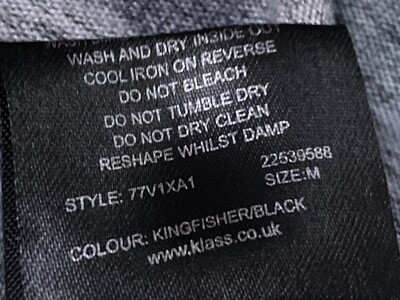 WASH AND DRY INSIDE OUT
COOL IRON ON REVERSE
DO NOT BLEACH
DO NOT TUMBLE DRY
DO NOT DRY CLEAN
RESHAPE WHILST DAMP
22539588
STYLE: 77V1XA1 SIZE:M
COLOUR: KINGFISHER/BLACK
www.klass.co.uk